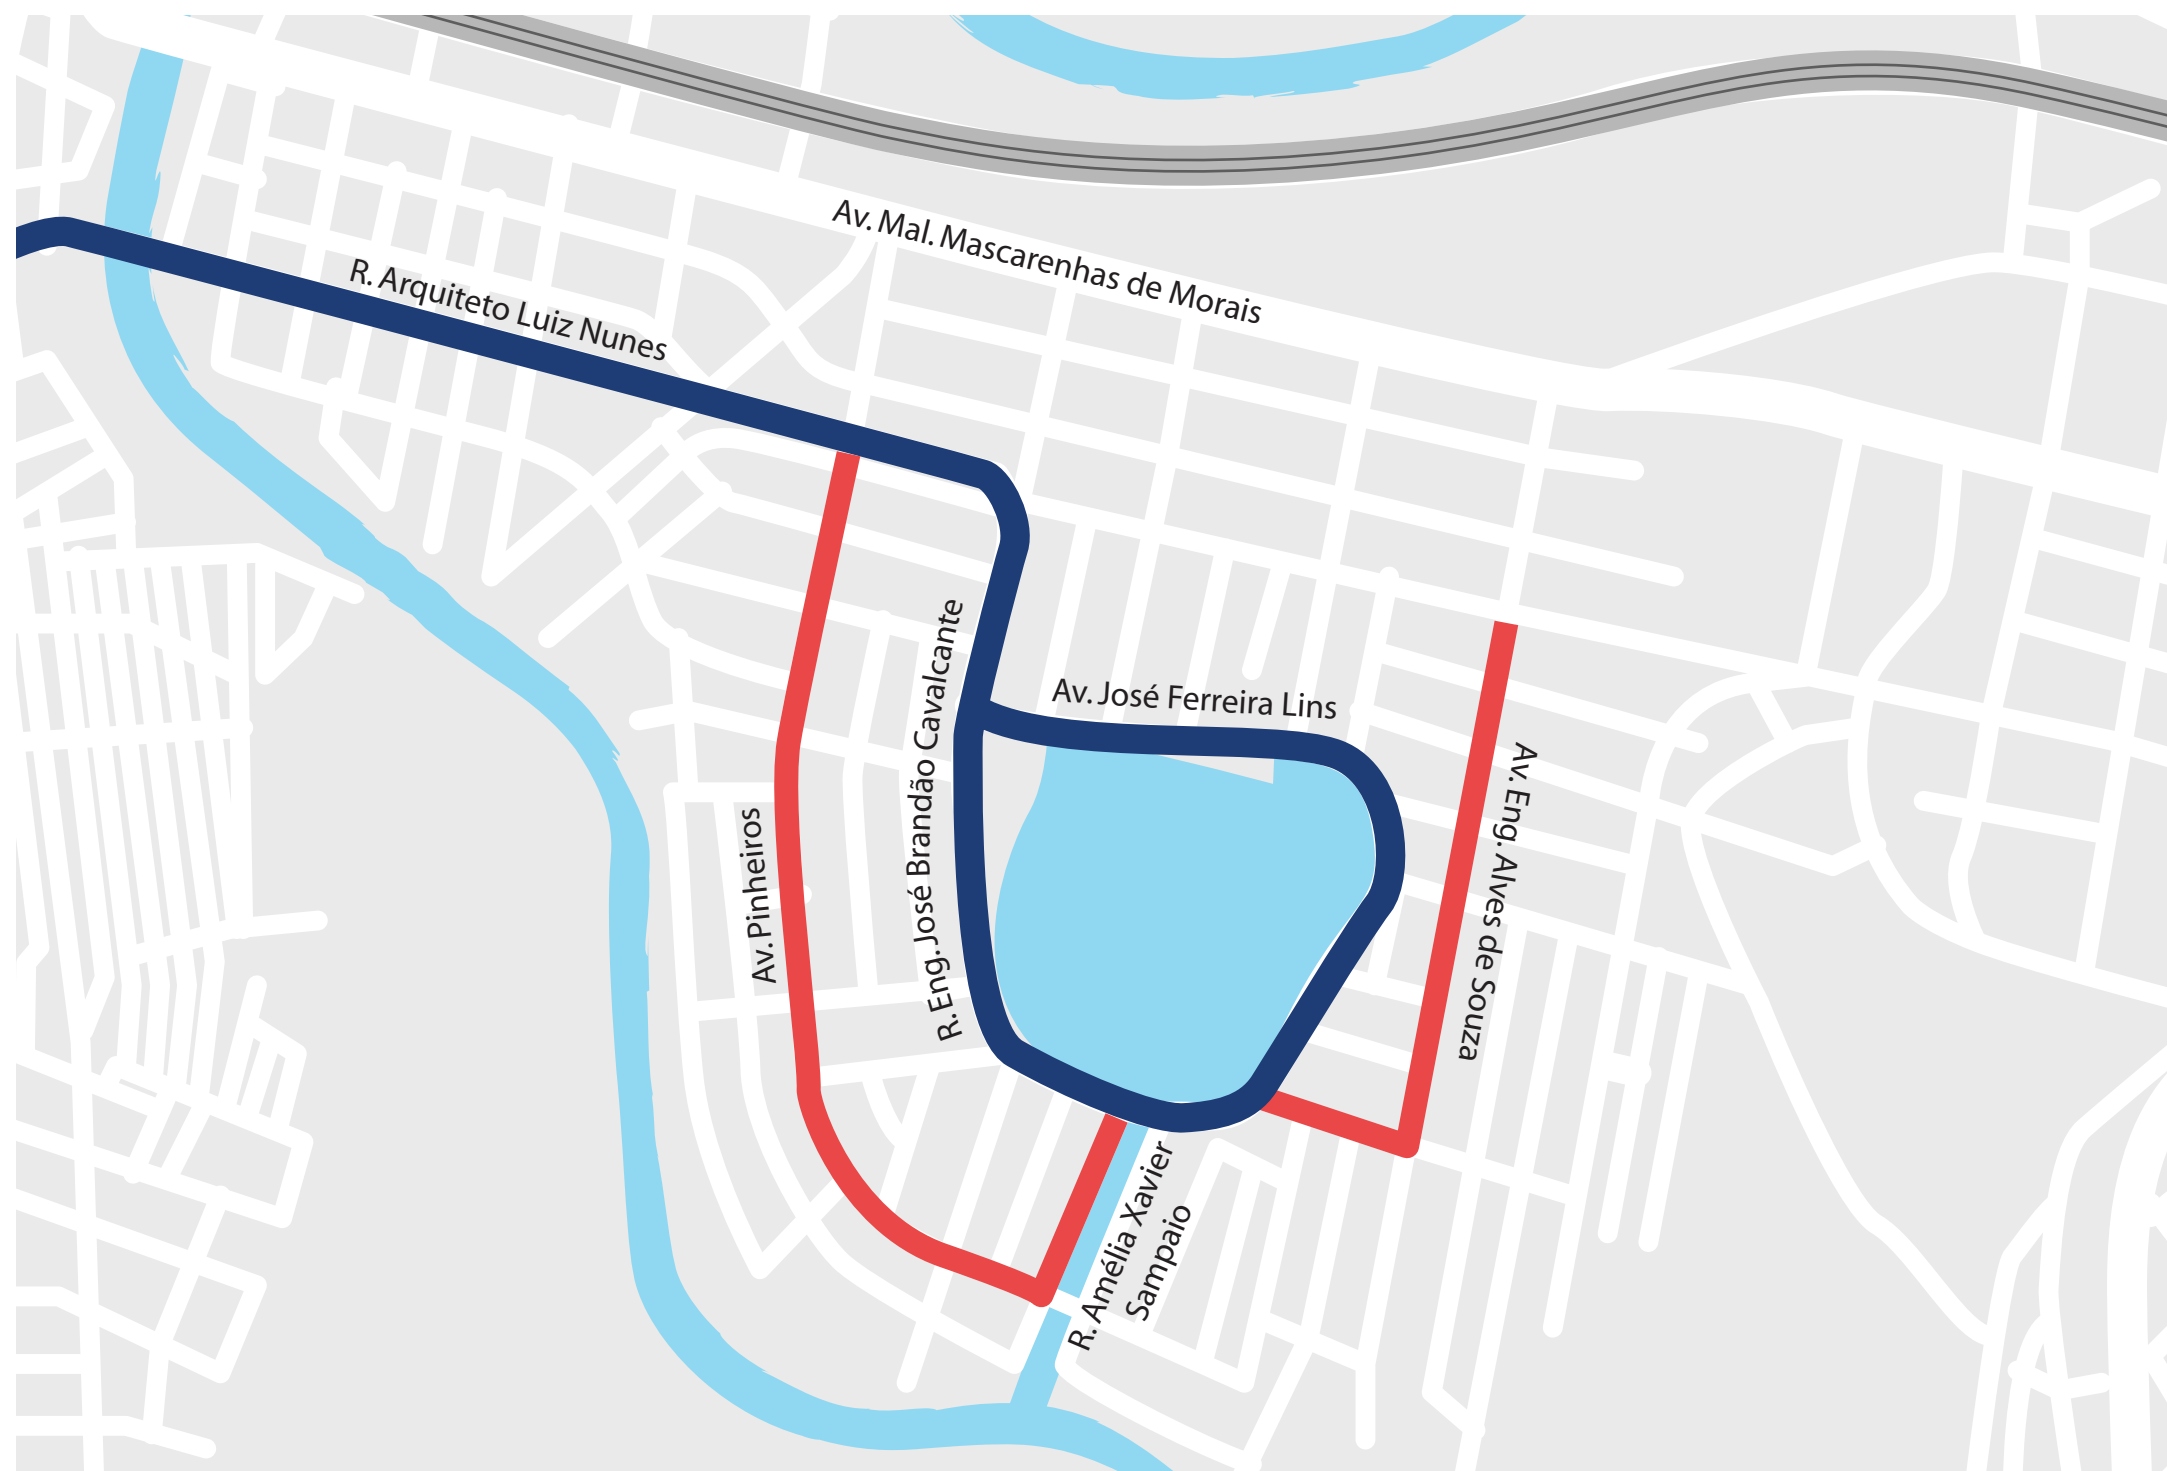 Av. Mal. Mascarenhas de Morais
R. Arquiteto Luiz Nunes
R. Eng. José Brandão Cavalcante
Av. José Ferreira Lins
Av. Eng. Alves de Souza
Av. Pinheiros
R. Amélia Xavier
Sampaio